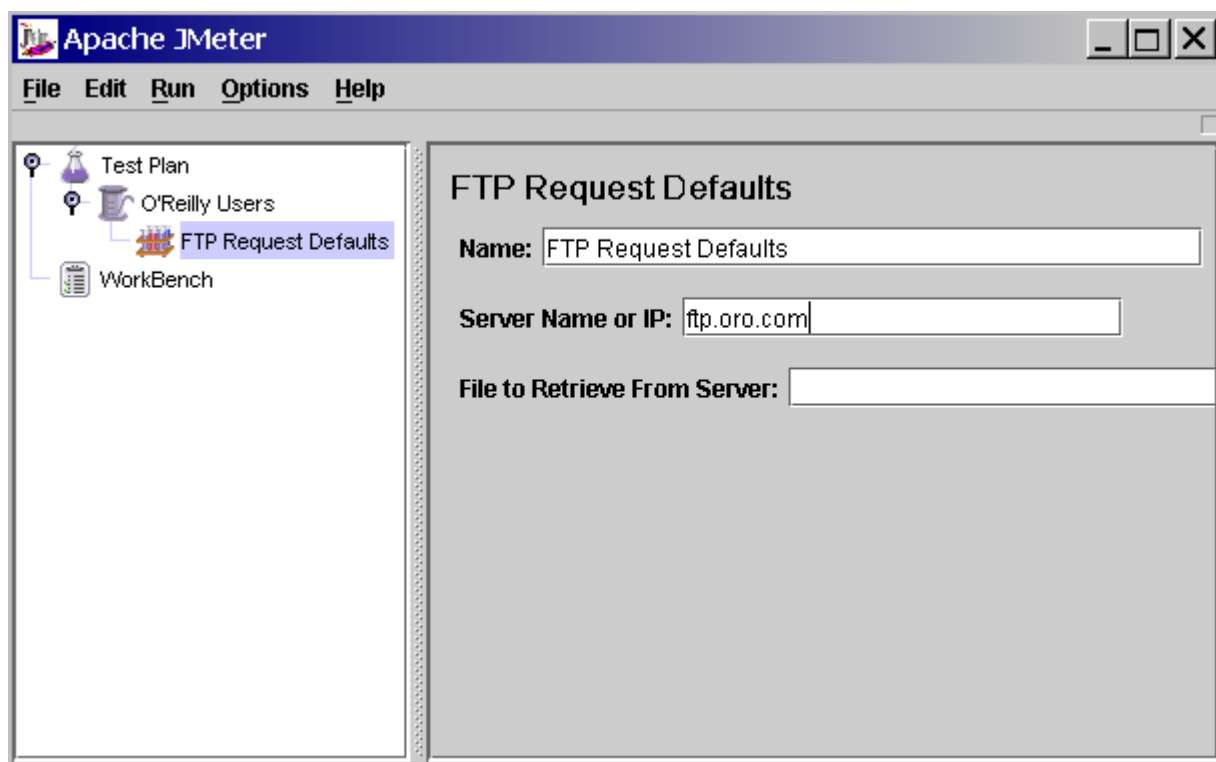 Apache JMeter
File Edit Run Options Help
Test Plan
O'Reilly Users
FTP Request Defaults
WorkBench
FTP Request Defaults
Name: FTP Request Defaults
Server Name or IP: ftp.oro.com
File to Retrieve From Server: